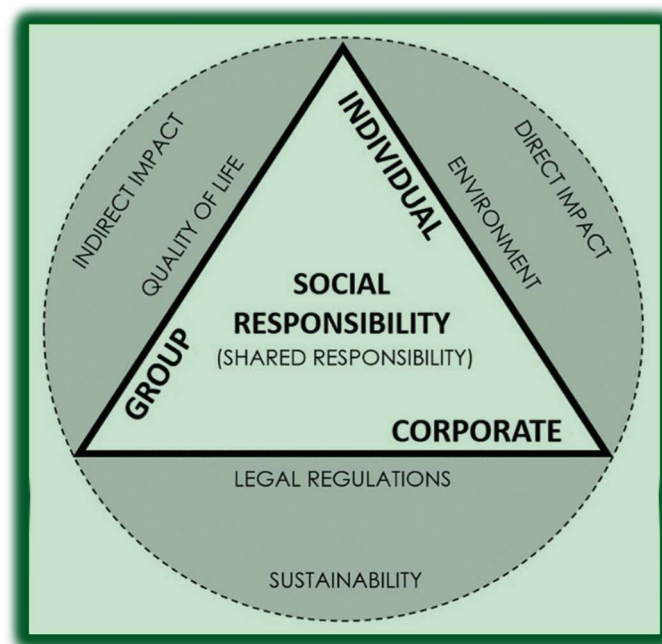 INDIRECT IMPACT
QUALITY OF LIFE
INDIVIDUAL
ENVIRONMENT
DIRECT IMPACT
SOCIAL
RESPONSIBILITY
(SHARED RESPONSIBILITY)
GROUP
CORPORATE
LEGAL REGULATIONS
SUSTAINABILITY